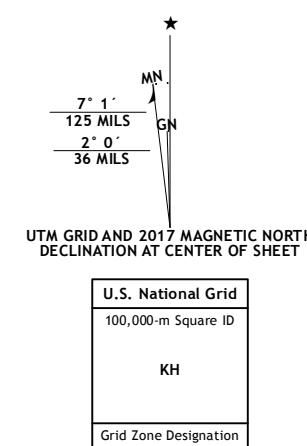 ★
MN
7° 1´
125 MILS
GN
2° 0´
36 MILS
UTM GRID AND 2017 MAGNETIC NORTH
DECLINATION AT CENTER OF SHEET
U.S. National Grid
100,000-m Square ID
KH
Grid Zone Designation